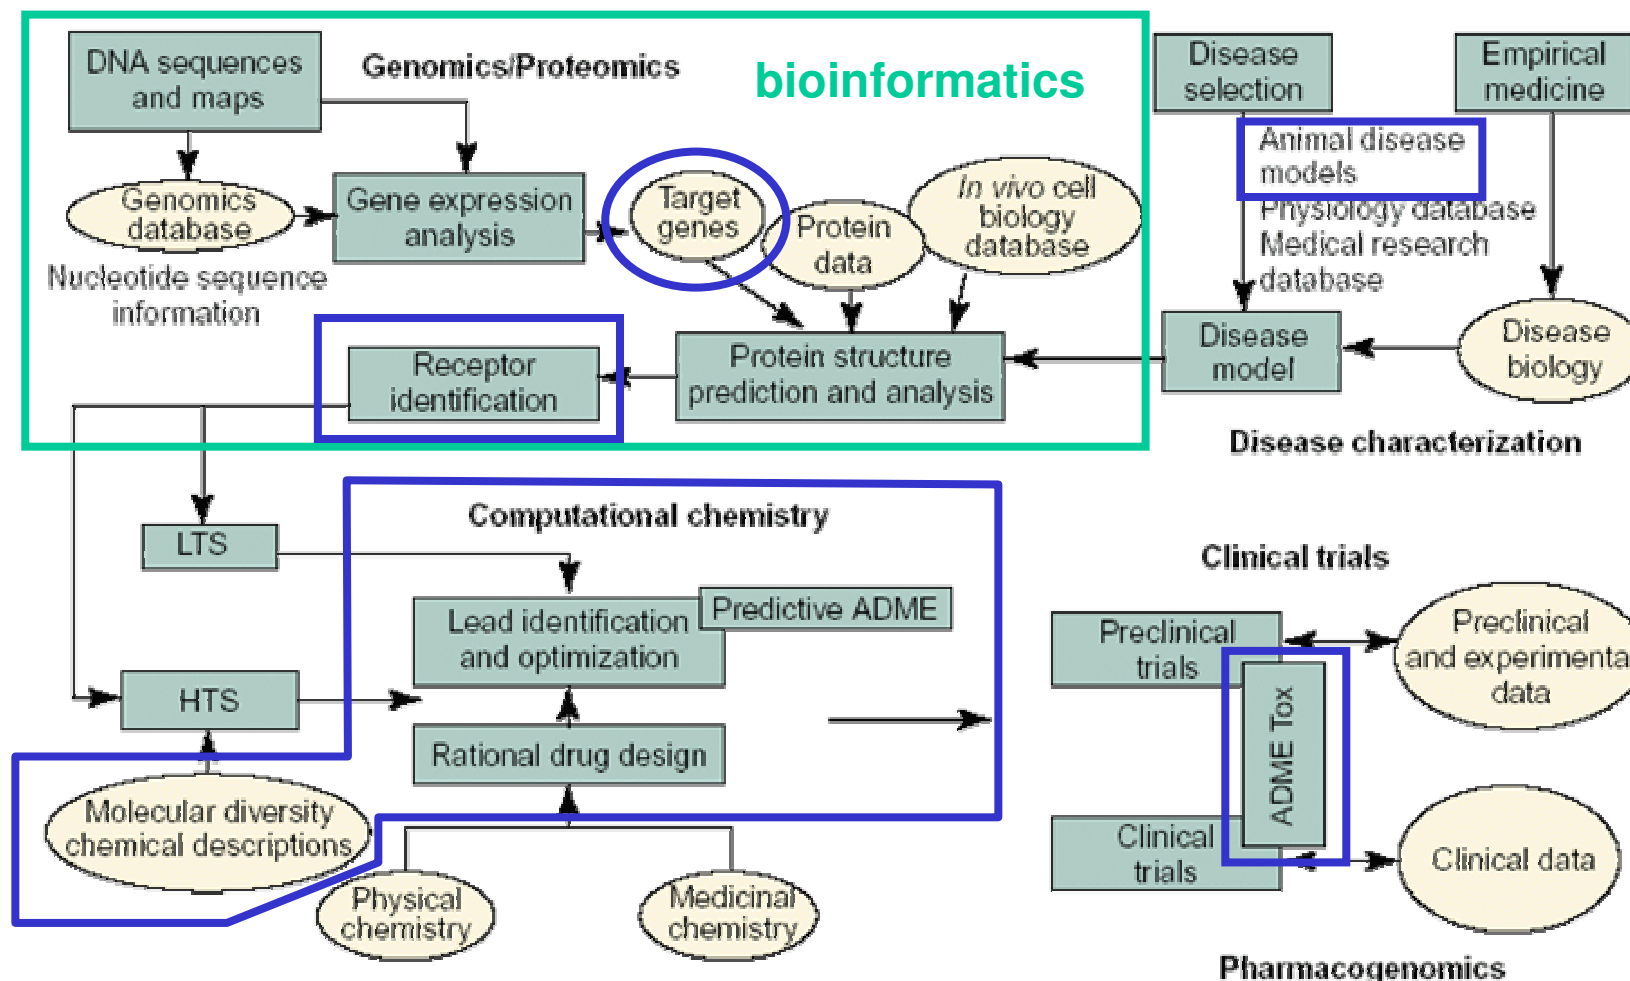 DNA sequences
and maps
Genomics/Proteomics
bioinformatics
Genomics
database
Nucleotide sequence
information
Gene expression
analysis
Target
genes
Protein
data
In vivo cell
biology
database
Receptor
identification
Protein structure
prediction and analysis
Disease
selection
Empirical
medicine
Animal disease
models
Physiology database
Medical research
database
Disease
model
Disease
biology
Disease characterization
LTS
HTS
Computational chemistry
Lead identification
and optimization
Predictive ADME
Rational drug design
Molecular diversity
chemical descriptions
Physical
chemistry
Medicinal
chemistry
Clinical trials
Preclinical
trials
Preclinical
and experimenta
data
ADME Tox
Clinical
trials
Clinical data
Pharmacogenomics